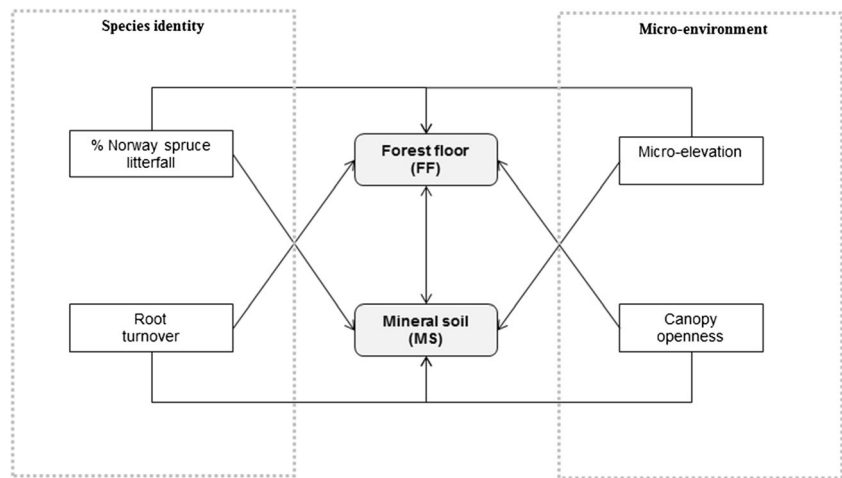 Species identity
Micro-environment
% Norway spruce
litterfall
Forest floor
(FF)
Micro-elevation
Root
turnover
Mineral soil
(MS)
Canopy
openness